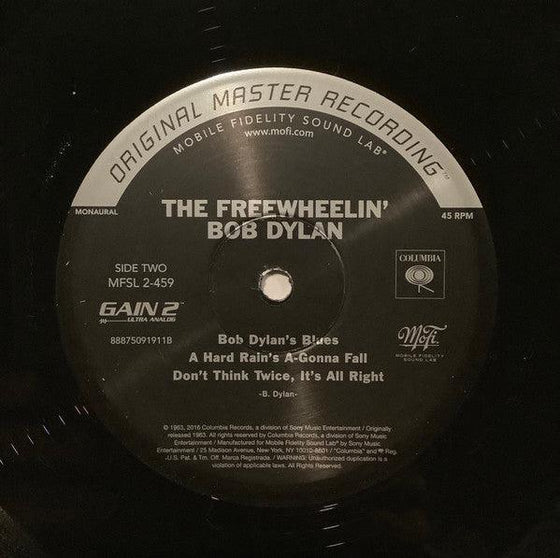 ORIGINAL MASTER RECORDING™
MOBILE FIDELITY SOUND LAB®
www.mofi.com
MONAURAL
45 RPM
THE FREEWHEELIN'
BOB DYLAN
SIDE TWO
MFSL 2-459
COLUMBIA
GAIN 2™
ULTRA ANALOG
MoFi
MOBILE FIDELITY
SOUND LAB
88875091911B
Bob Dylan's Blues
A Hard Rain's A-Gonna Fall
Don't Think Twice, It's All Right
-B. Dylan-
© 1963, 2016 Columbia Records, a division of Sony Music Entertainment / Originally
released 1963. All rights reserved by Columbia Records, a division of Sony Music
Entertainment / Manufactured for Mobile Fidelity Sound Lab® by Sony Music
Entertainment / 25 Madison Avenue, New York, NY 10010-8601 / "Columbia" and ® Reg.
U.S. Pat. & Tm. Off. Marca Registrada. / WARNING: Unauthorized duplication is a
violation of applicable laws. All Rights Reserved.